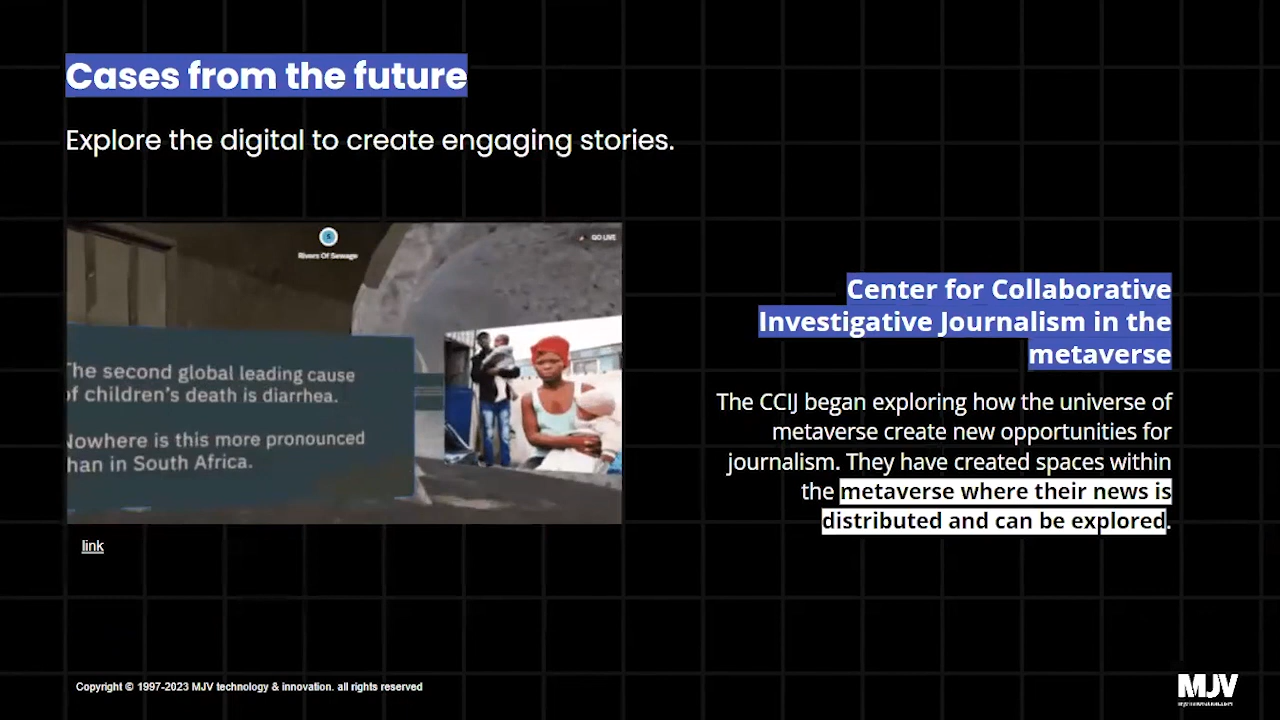 Cases from the future
Explore the digital to create engaging stories.
S
Rivers Of Sewage
GO LIVE
The second global leading cause
of children's death is diarrhea.
Nowhere is this more pronounced
than in South Africa.
link
Center for Collaborative
Investigative Journalism in the
metaverse
The CCIJ began exploring how the universe of
metaverse create new opportunities for
journalism. They have created spaces within
the metaverse where their news is
distributed and can be explored.
Copyright © 1997-2023 MJV technology & innovation. all rights reserved
MJV